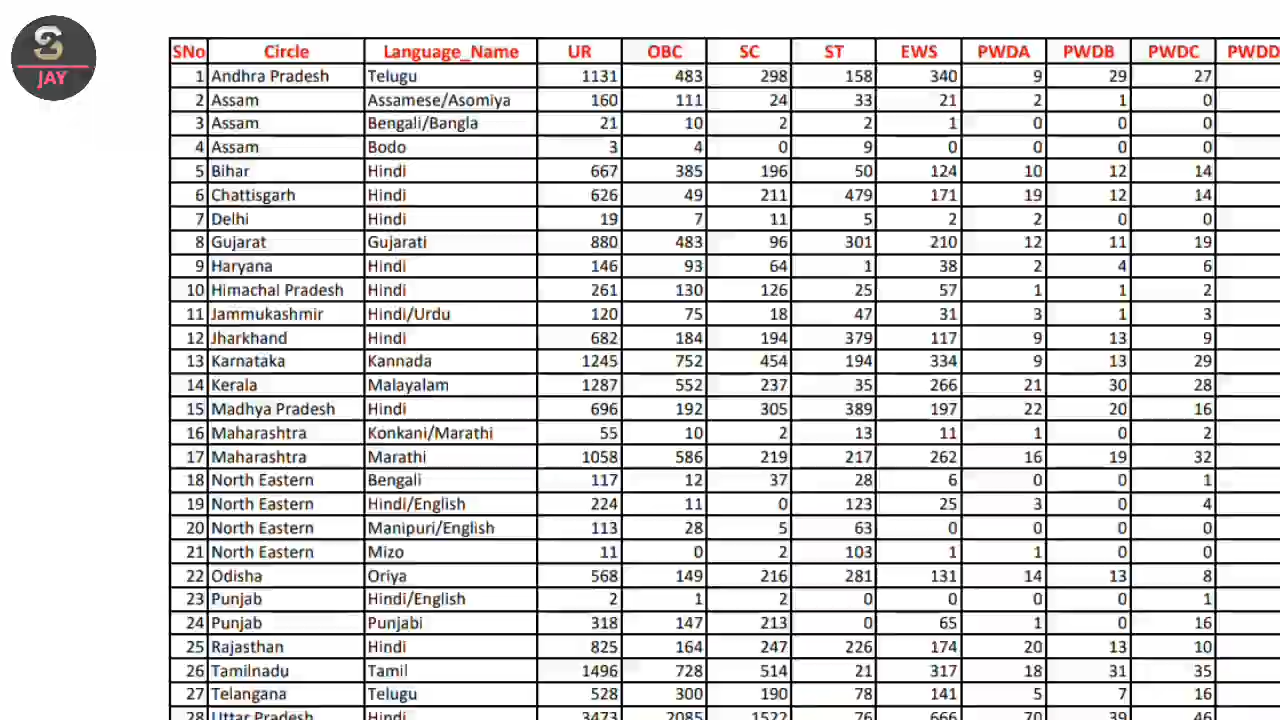 JAY
SNo Circle Language_Name UR OBC SC ST EWS PWDA PWDB PWDC PWDD
1 Andhra Pradesh Telugu 1131 483 298 158 340 9 29 27
2 Assam Assamese/Asomiya 160 111 24 33 21 2 1 0
3 Assam Bengali/Bangla 21 10 2 2 1 0 0 0
4 Assam Bodo 3 4 0 9 0 0 0 0
5 Bihar Hindi 667 385 196 50 124 10 12 14
6 Chattisgarh Hindi 626 49 211 479 171 19 12 14
7 Delhi Hindi 19 7 11 5 2 2 0 0
8 Gujarat Gujarati 880 483 96 301 210 12 11 19
9 Haryana Hindi 146 93 64 1 38 2 4 6
10 Himachal Pradesh Hindi 261 130 126 25 57 1 1 2
11 Jammukashmir Hindi/Urdu 120 75 18 47 31 3 1 3
12 Jharkhand Hindi 682 184 194 379 117 9 13 9
13 Karnataka Kannada 1245 752 454 194 334 9 13 29
14 Kerala Malayalam 1287 552 237 35 266 21 30 28
15 Madhya Pradesh Hindi 696 192 305 389 197 22 20 16
16 Maharashtra Konkani/Marathi 55 10 2 13 11 1 0 2
17 Maharashtra Marathi 1058 586 219 217 262 16 19 32
18 North Eastern Bengali 117 12 37 28 6 0 0 1
19 North Eastern Hindi/English 224 11 0 123 25 3 0 4
20 North Eastern Manipuri/English 113 28 5 63 0 0 0 0
21 North Eastern Mizo 11 0 2 103 1 1 0 0
22 Odisha Oriya 568 149 216 281 131 14 13 8
23 Punjab Hindi/English 2 1 2 0 0 0 0 1
24 Punjab Punjabi 318 147 213 0 65 1 0 16
25 Rajasthan Hindi 825 164 247 226 174 20 13 10
26 Tamilnadu Tamil 1496 728 514 21 317 18 31 35
27 Telangana Telugu 528 300 190 78 141 5 7 16
28 Uttar Pradesh Hindi 3473 2085 1522 76 666 70 39 46